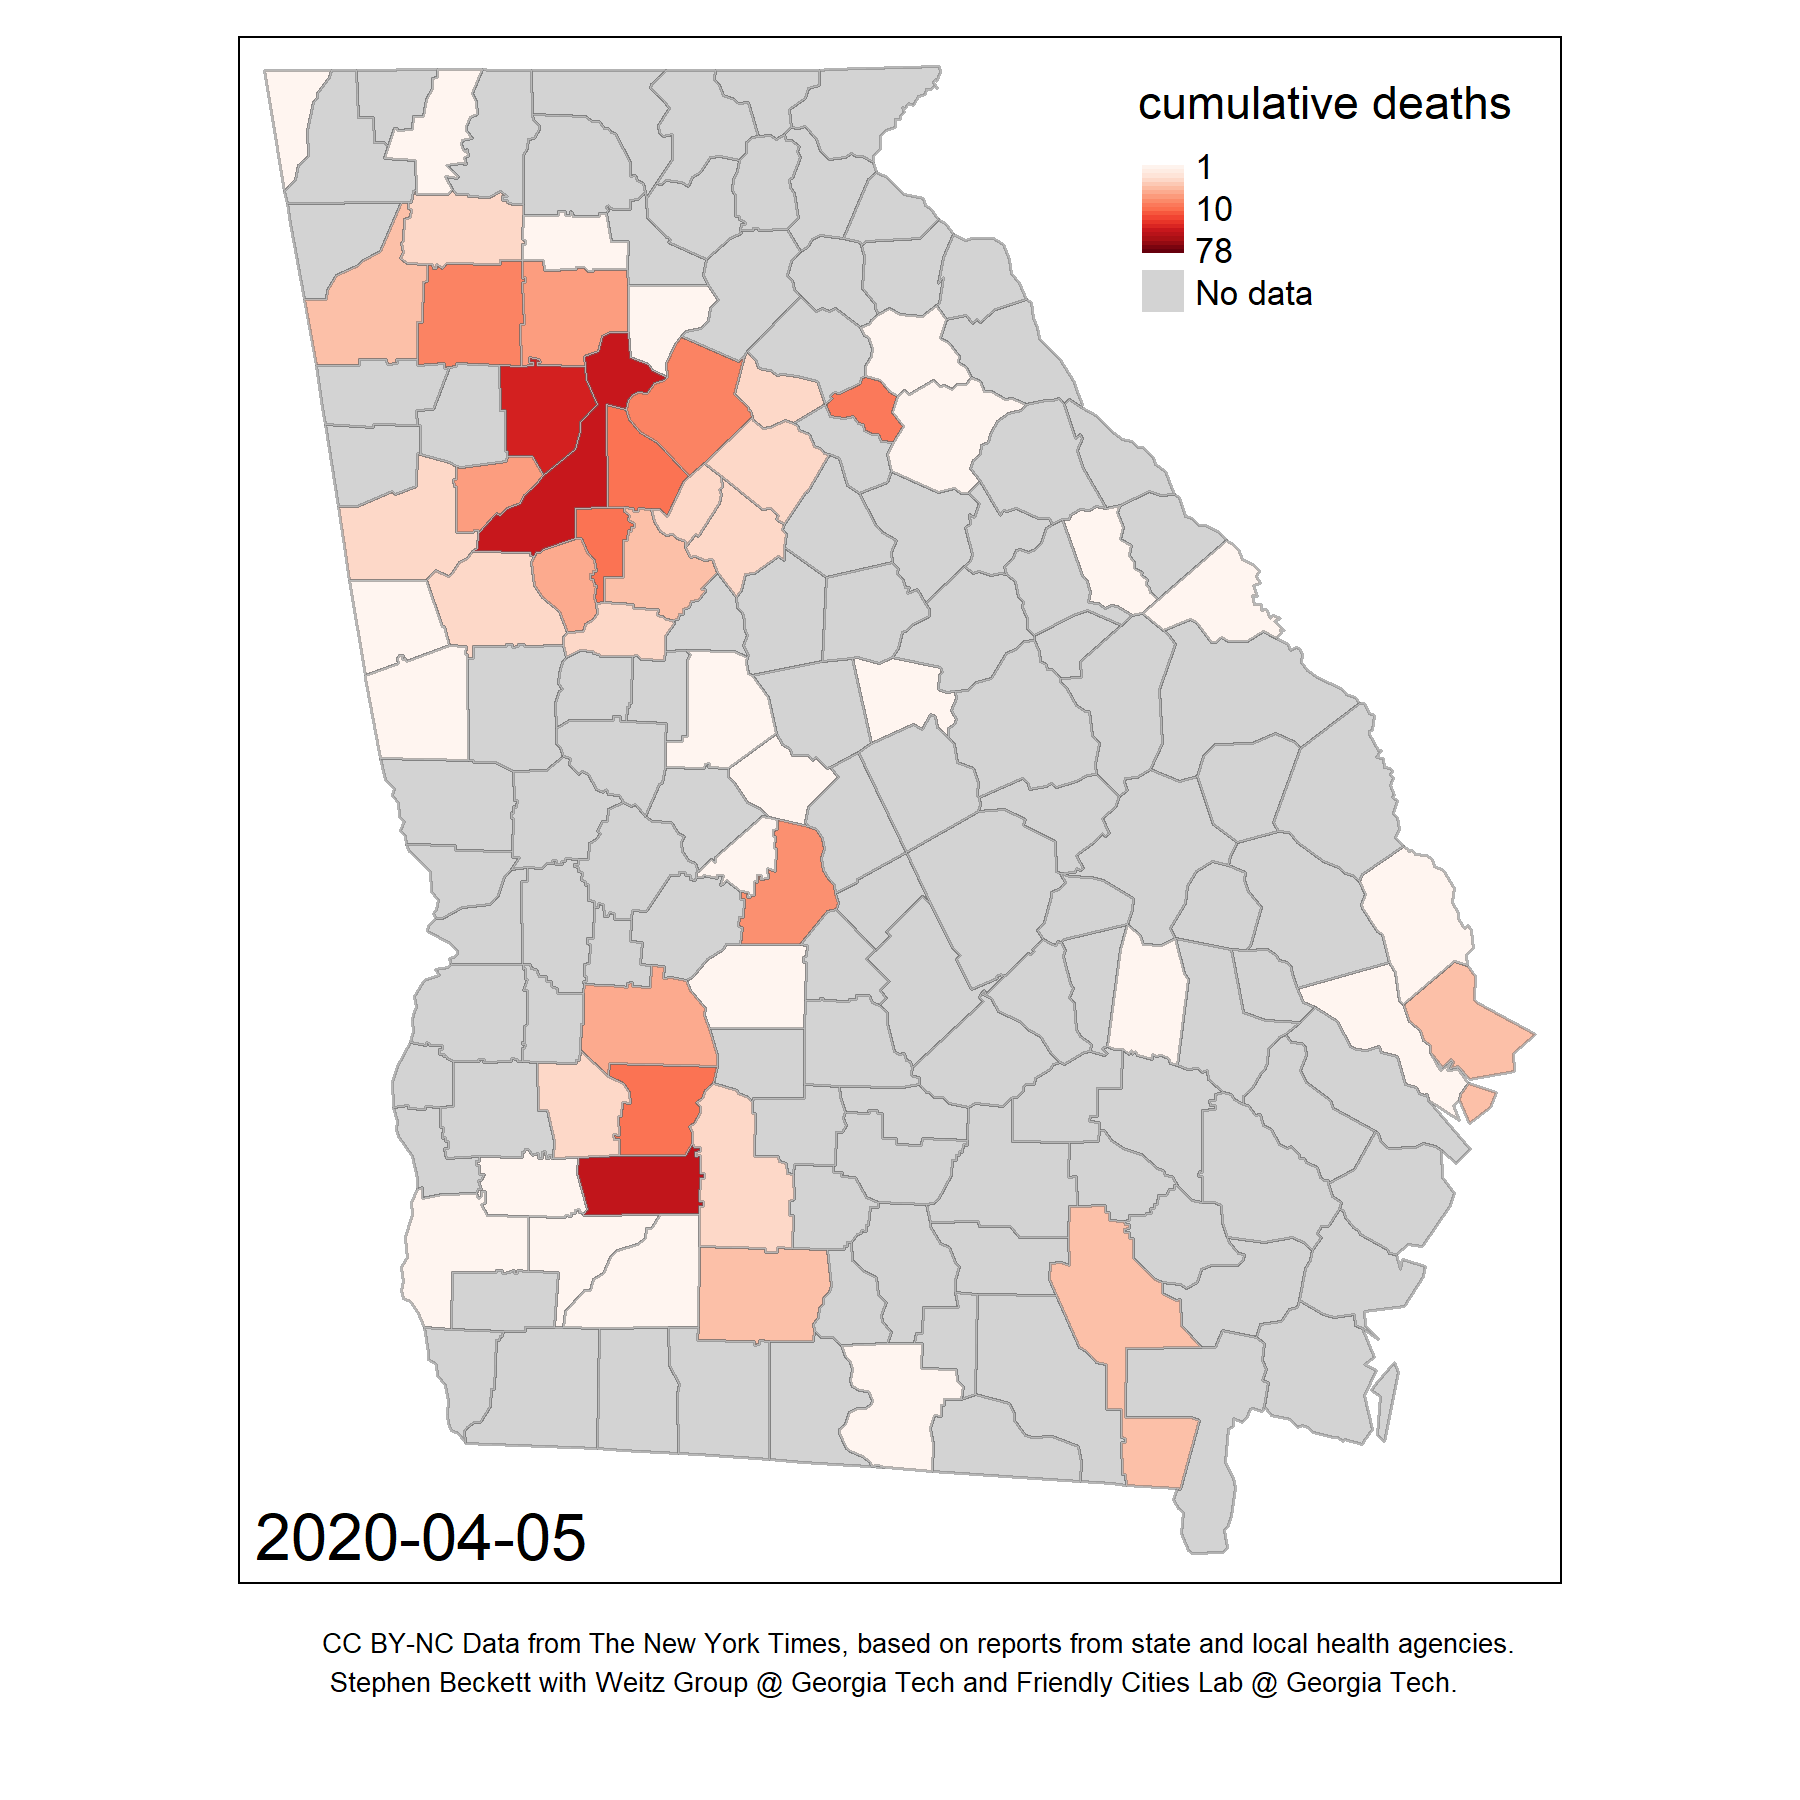 cumulative deaths
1
10
78
No data
2020-04-05
CC BY-NC Data from The New York Times, based on reports from state and local health agencies.
Stephen Beckett with Weitz Group @ Georgia Tech and Friendly Cities Lab @ Georgia Tech.